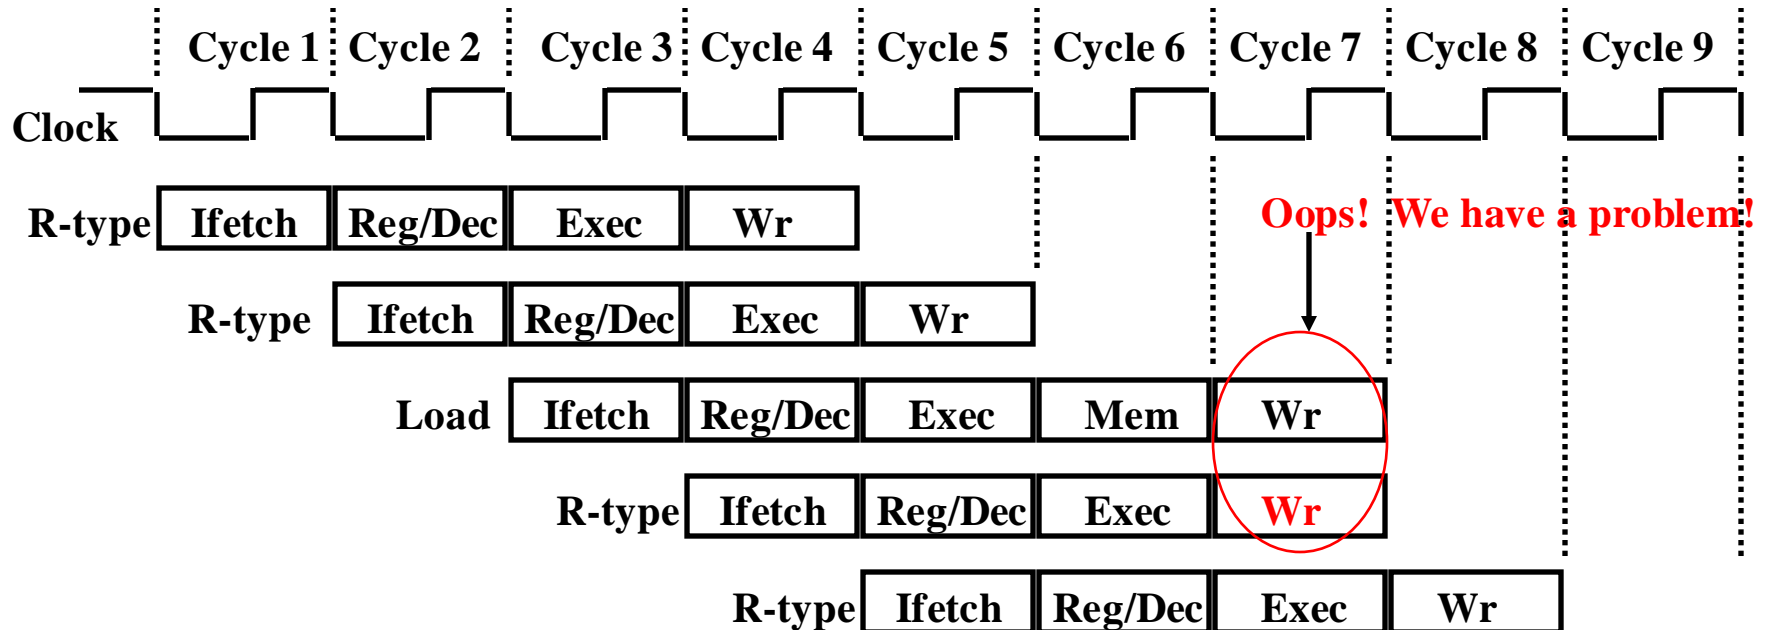 Cycle 1 Cycle 2 Cycle 3 Cycle 4 Cycle 5 Cycle 6 Cycle 7 Cycle 8 Cycle 9
Clock
R-type Ifetch Reg/Dec Exec Wr Oops! We have a problem!
R-type Ifetch Reg/Dec Exec Wr
Load Ifetch Reg/Dec Exec Mem Wr
R-type Ifetch Reg/Dec Exec Wr
R-type Ifetch Reg/Dec Exec Wr